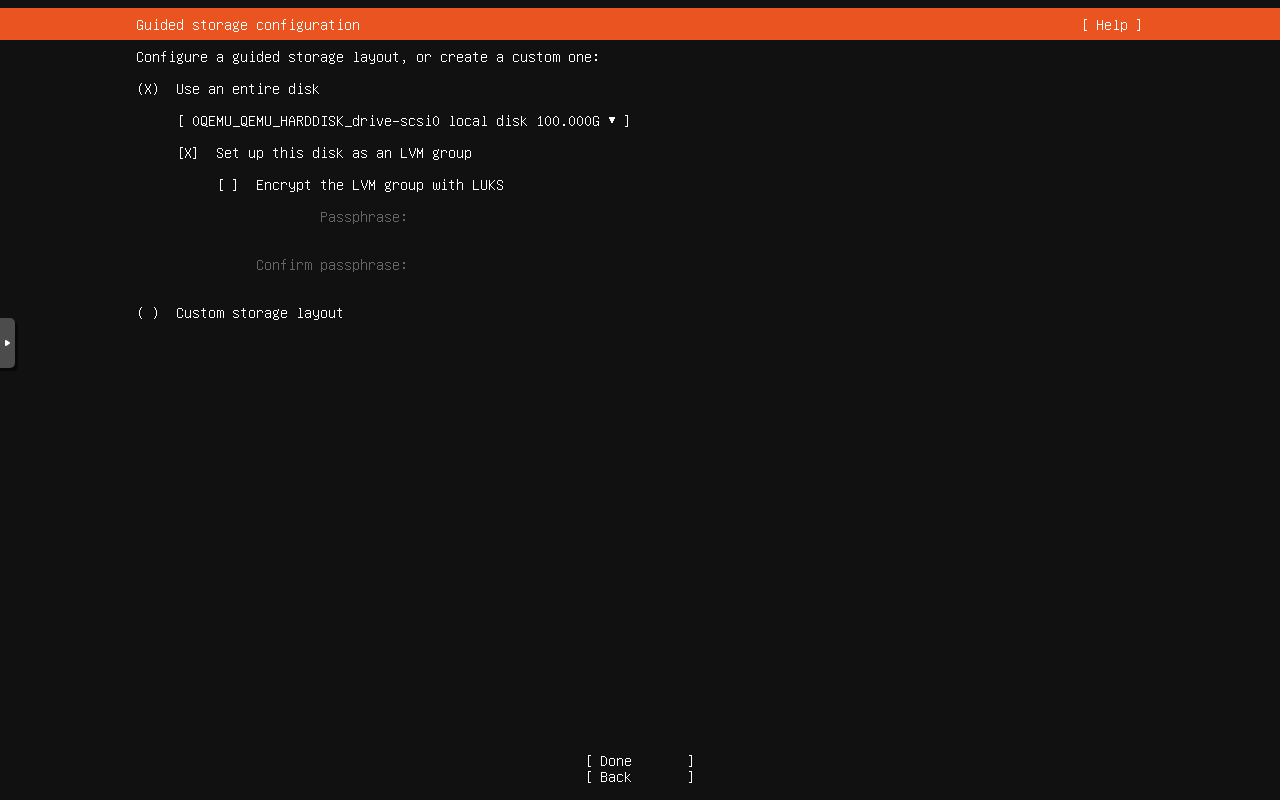 Guided storage configuration [ Help ]
Configure a guided storage layout, or create a custom one:
(X) Use an entire disk
[ 0QEMU_QEMU_HARDDISK_drive-scsi0 local disk 100.000G ▼ ]
[X] Set up this disk as an LVM group
[ ] Encrypt the LVM group with LUKS
Passphrase:
Confirm passphrase:
( ) Custom storage layout
[ Done ]
[ Back ]